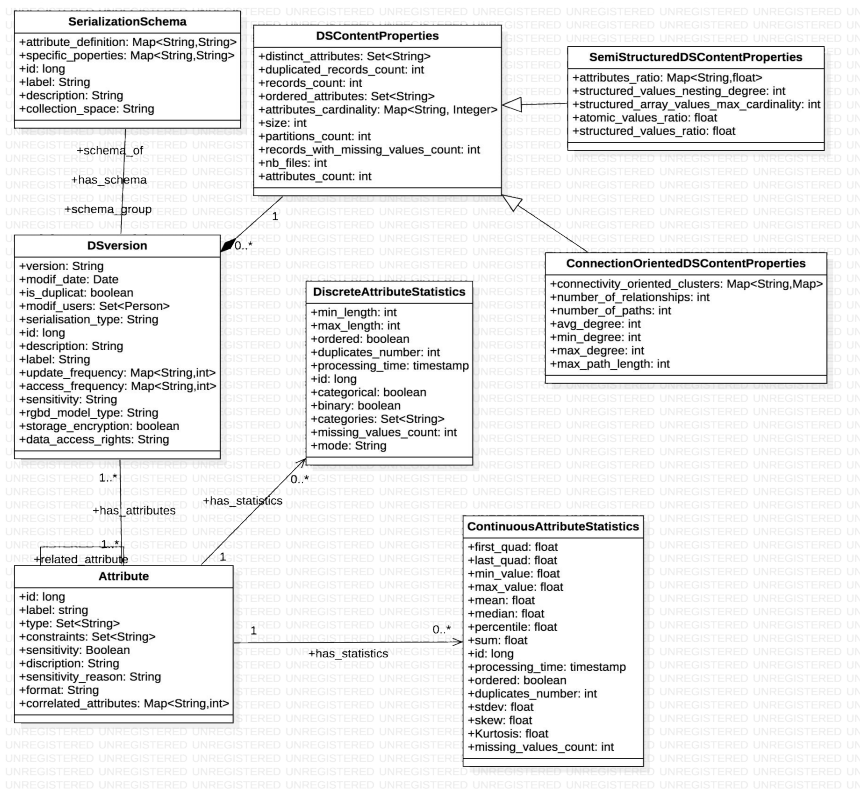 SerializationSchema
+attribute_definition: Map<String,String>
+specific_poperties: Map<String,String>
+id: long
+label: String
+description: String
+collection_space: String
DSContentProperties
+distinct_attributes: Set<String>
+duplicated_records_count: int
+records_count: int
+ordered_attributes: Set<String>
+attributes_cardinality: Map<String, Integer>
+size: int
+partitions_count: int
+records_with_missing_values_count: int
+nb_files: int
+attributes_count: int
SemiStructuredDSContentProperties
+attributes_ratio: Map<String,float>
+structured_values_nesting_degree: int
+structured_array_values_max_cardinality: int
+atomic_values_ratio: float
+structured_values_ratio: float
+schema_of
+has_schema
+schema_group
1
0..*
DSversion
+version: String
+modif_date: Date
+is_duplicat: boolean
+modif_users: Set<Person>
+serialisation_type: String
+id: long
+description: String
+label: String
+update_frequency: Map<String,int>
+access_frequency: Map<String,int>
+sensitivity: String
+rgbd_model_type: String
+storage_encryption: boolean
+data_access_rights: String
ConnectionOrientedDSContentProperties
+connectivity_oriented_clusters: Map<String,Map>
+number_of_relationships: int
+number_of_paths: int
+avg_degree: int
+min_degree: int
+max_degree: int
+max_path_length: int
DiscreteAttributeStatistics
+min_length: int
+max_length: int
+ordered: boolean
+duplicates_number: int
+processing_time: timestamp
+id: long
+categorical: boolean
+binary: boolean
+categories: Set<String>
+missing_values_count: int
+mode: String
1..*
+has_attributes
1..*
+related_attribute
0..*
+has_statistics
1
Attribute
+id: long
+label: string
+type: Set<String>
+constraints: Set<String>
+sensitivity: Boolean
+discription: String
+sensitivity_reason: String
+format: String
+correlated_attributes: Map<String,int>
1
0..*
+has_statistics
ContinuousAttributeStatistics
+first_quad: float
+last_quad: float
+min_value: float
+max_value: float
+mean: float
+median: float
+percentile: float
+sum: float
+id: long
+processing_time: timestamp
+ordered: boolean
+duplicates_number: int
+stdev: float
+skew: float
+Kurtosis: float
+missing_values_count: int